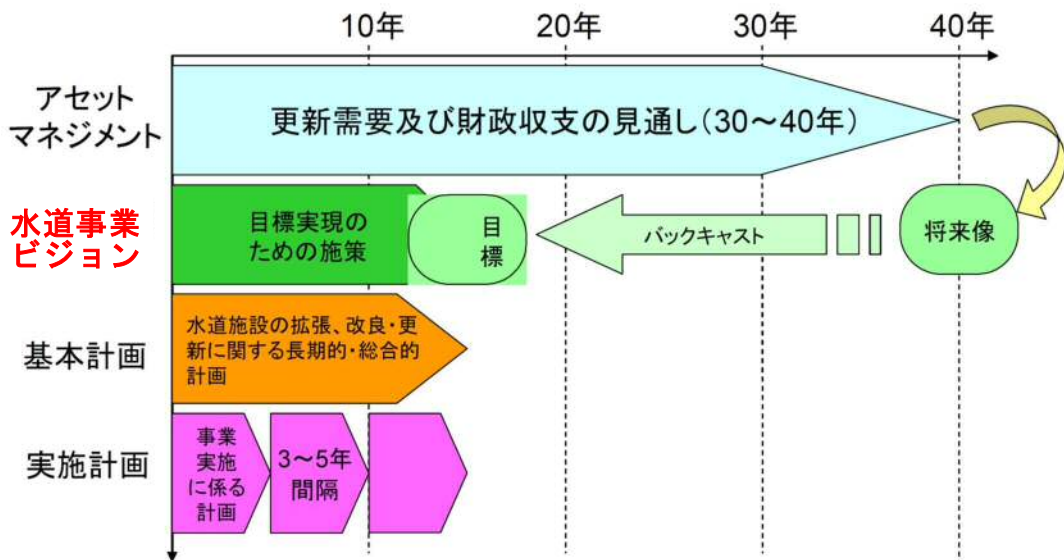 10年 20年 30年 40年
アセット
マネジメント
更新需要及び財政収支の見通し(30～40年)
水道事業
ビジョン
目標実現の
ための施策
目
標
バックキャスト
将来像
基本計画
水道施設の拡張、改良・更
新に関する長期的・総合的
計画
実施計画
事業
実施
に係る
計画
3～5年
間隔